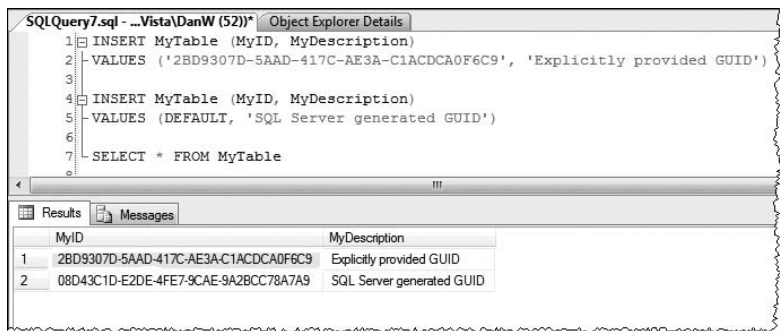 SQLQuery7.sql - ...Vista\DanW (52))* Object Explorer Details
1 INSERT MyTable (MyID, MyDescription)
2 VALUES ('2BD9307D-5AAD-417C-AE3A-C1ACDCA0F6C9', 'Explicitly provided GUID')
3
4 INSERT MyTable (MyID, MyDescription)
5 VALUES (DEFAULT, 'SQL Server generated GUID')
6
7 SELECT * FROM MyTable
Results Messages
MyID MyDescription
1 2BD9307D-5AAD-417C-AE3A-C1ACDCA0F6C9 Explicitly provided GUID
2 08D43C1D-E2DE-4FE7-9CAE-9A2BCC78A7A9 SQL Server generated GUID